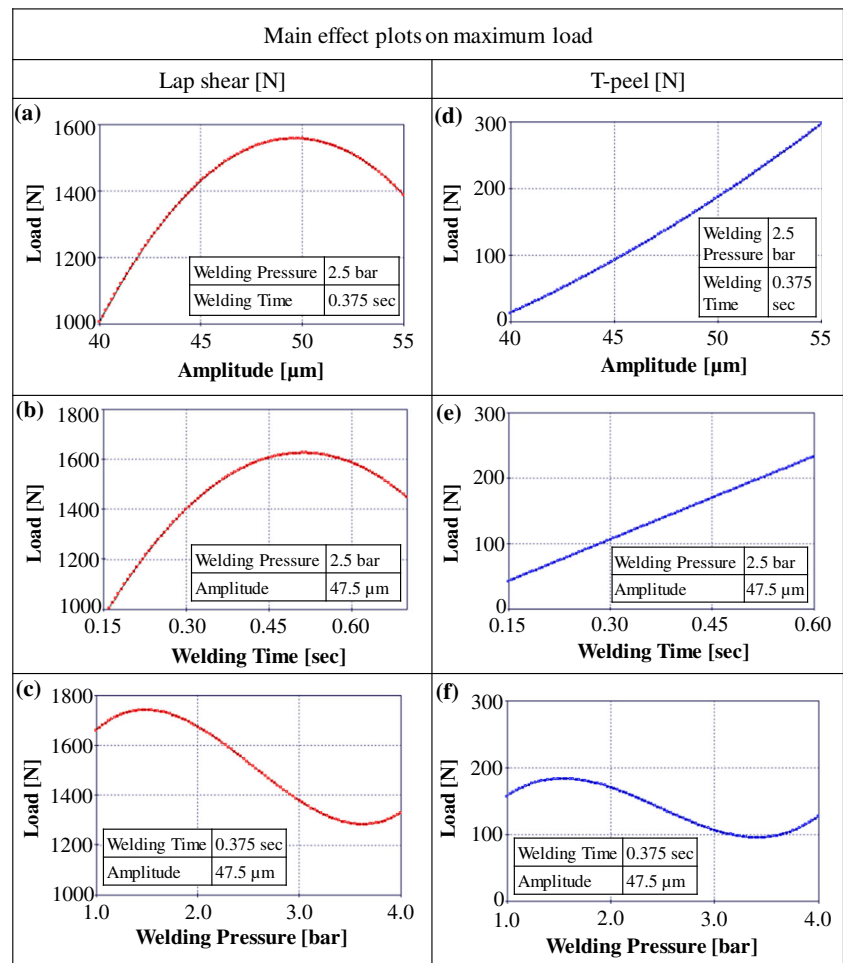 Main effect plots on maximum load
Lap shear [N]
T-peel [N]
(a)
1600
1400
1200
1000
Load [N]
Welding Pressure 2.5 bar
Welding Time 0.375 sec
40 45 50 55
Amplitude [µm]
(d)
300
200
100
0
Load [N]
Welding Pressure 2.5 bar
Welding Time 0.375 sec
40 45 50 55
Amplitude [µm]
(b)
1800
1600
1400
1200
1000
Load [N]
Welding Pressure 2.5 bar
Amplitude 47.5 µm
0.15 0.30 0.45 0.60
Welding Time [sec]
(e)
300
200
100
0
Load [N]
Welding Pressure 2.5 bar
Amplitude 47.5 µm
0.15 0.30 0.45 0.60
Welding Time [sec]
(c)
1800
1600
1400
1200
1000
Load [N]
Welding Time 0.375 sec
Amplitude 47.5 µm
1.0 2.0 3.0 4.0
Welding Pressure [bar]
(f)
300
200
100
0
Load [N]
Welding Time 0.375 sec
Amplitude 47.5 µm
1.0 2.0 3.0 4.0
Welding Pressure [bar]